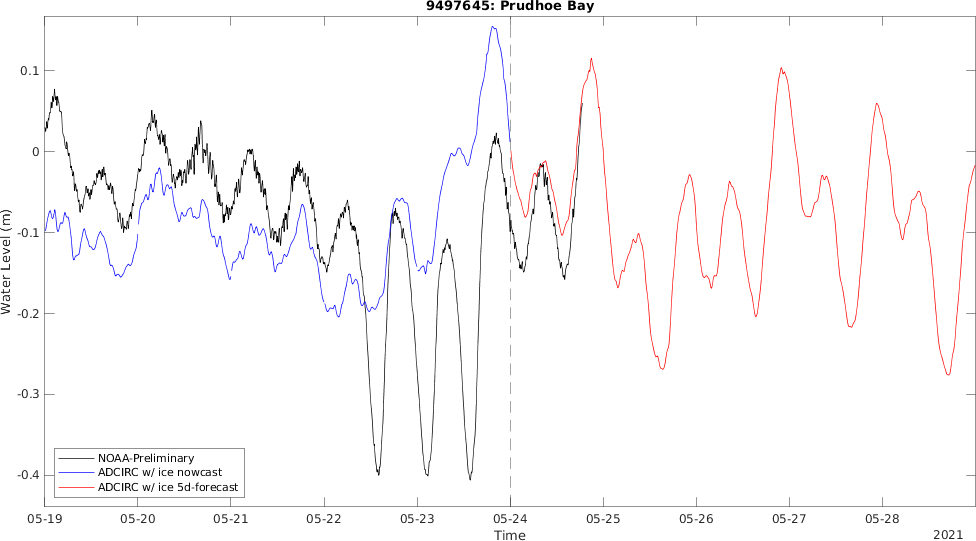 9497645: Prudhoe Bay
Water Level (m)
0.1
0
-0.1
-0.2
-0.3
-0.4
NOAA-Preliminary
ADCIRC w/ ice nowcast
ADCIRC w/ ice 5d-forecast
05-19 05-20 05-21 05-22 05-23 05-24 05-25 05-26 05-27 05-28
Time
2021